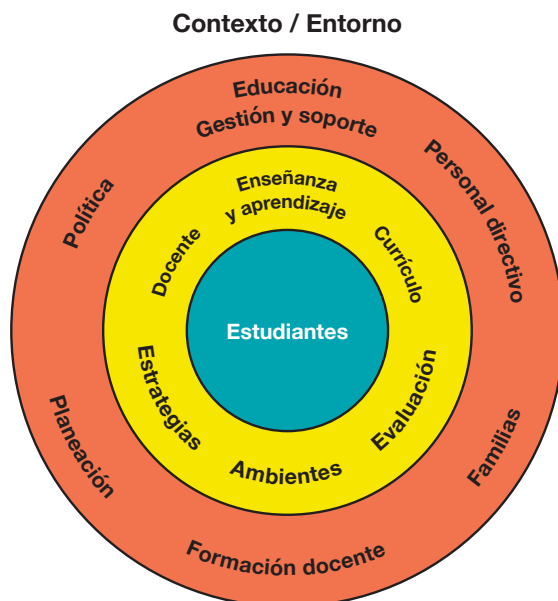 Contexto / Entorno
Educación
Gestión y soporte
Política
Personal directivo
Enseñanza
y aprendizaje
Docente
Currículo
Estudiantes
Estrategias
Evaluación
Ambientes
Planeación
Familias
Formación docente